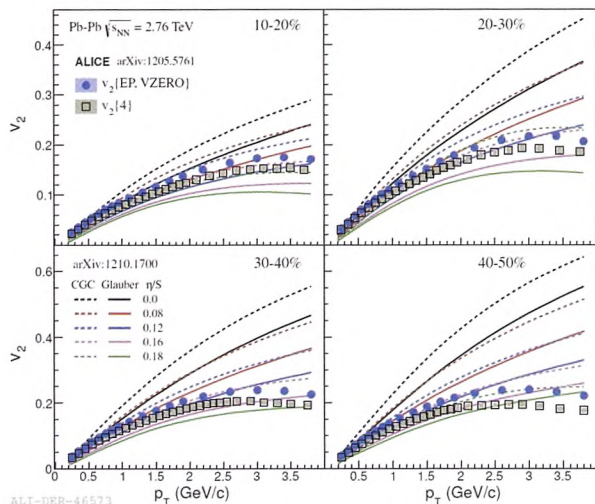 Pb-Pb √sNN = 2.76 TeV
10-20%
20-30%
ALICE arXiv:1205.5761
v2{EP, VZERO}
v2{4}
v2
0.4
0.3
0.2
0.1
arXiv:1210.1700
30-40%
40-50%
CGC Glauber η/S
0.0
0.08
0.12
0.16
0.18
v2
0.6
0.4
0.2
0
0.5 1 1.5 2 2.5 3 3.5
0.5 1 1.5 2 2.5 3 3.5
pT (GeV/c)
pT (GeV/c)
ALI-DER-46573